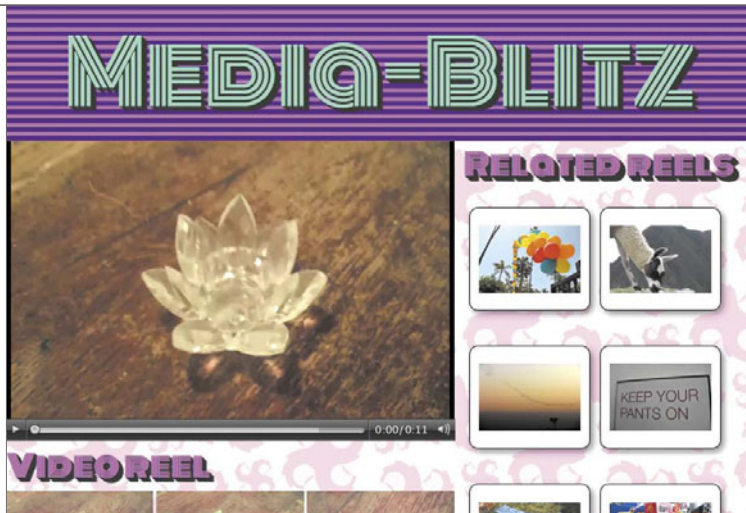 Media-Blitz
Related reels
KEEP YOUR
PANTS ON
0:00/0:11
Video reel